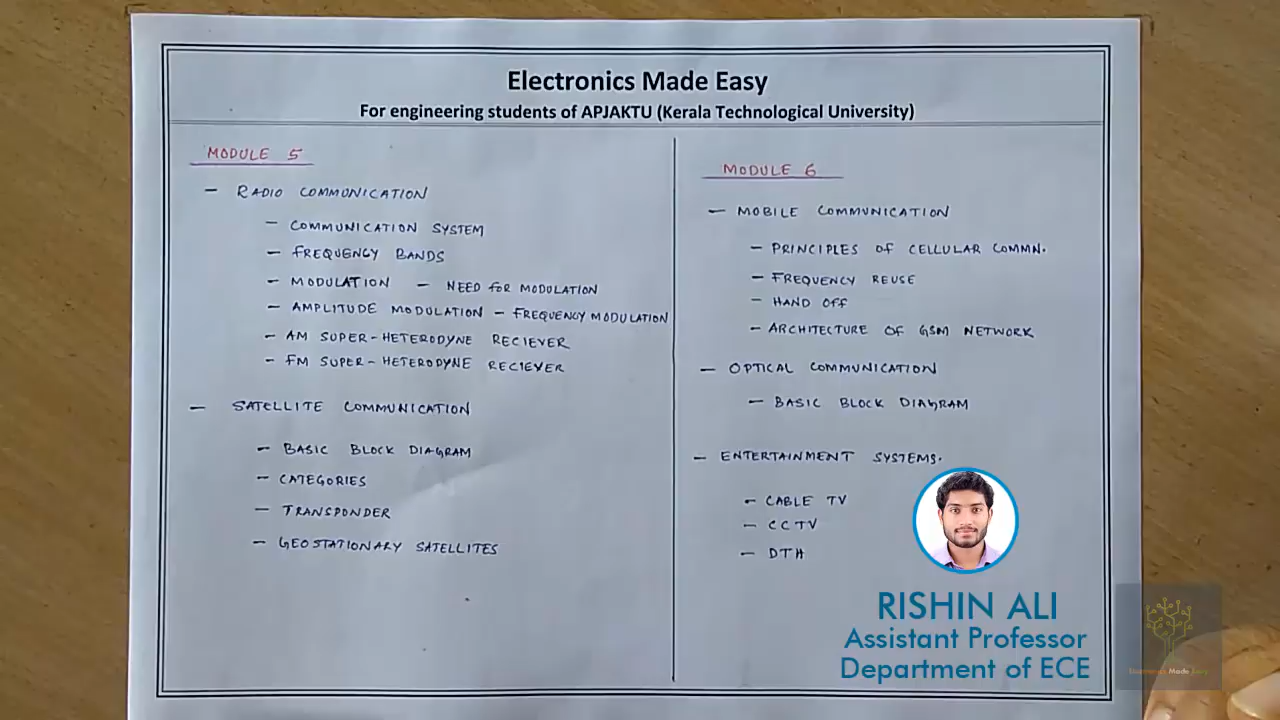 Electronics Made Easy
For engineering students of APJAKTU (Kerala Technological University)
MODULE 5
- RADIO COMMUNICATION
- COMMUNICATION SYSTEM
- FREQUENCY BANDS
- MODULATION - NEED FOR MODULATION
- AMPLITUDE MODULATION - FREQUENCY MODULATION
- AM SUPER-HETERODYNE RECIEVER
- FM SUPER-HETERODYNE RECIEVER
- SATELLITE COMMUNICATION
- BASIC BLOCK DIAGRAM
- CATEGORIES
- TRANSPONDER
- GEOSTATIONARY SATELLITES
MODULE 6
- MOBILE COMMUNICATION
- PRINCIPLES OF CELLULAR COMMN.
- FREQUENCY REUSE
- HAND OFF
- ARCHITECTURE OF GSM NETWORK
- OPTICAL COMMUNICATION
- BASIC BLOCK DIAGRAM
- ENTERTAINMENT SYSTEMS.
- CABLE TV
- CCTV
- DTH
RISHIN ALI
Assistant Professor
Department of ECE
Electronics Made Easy